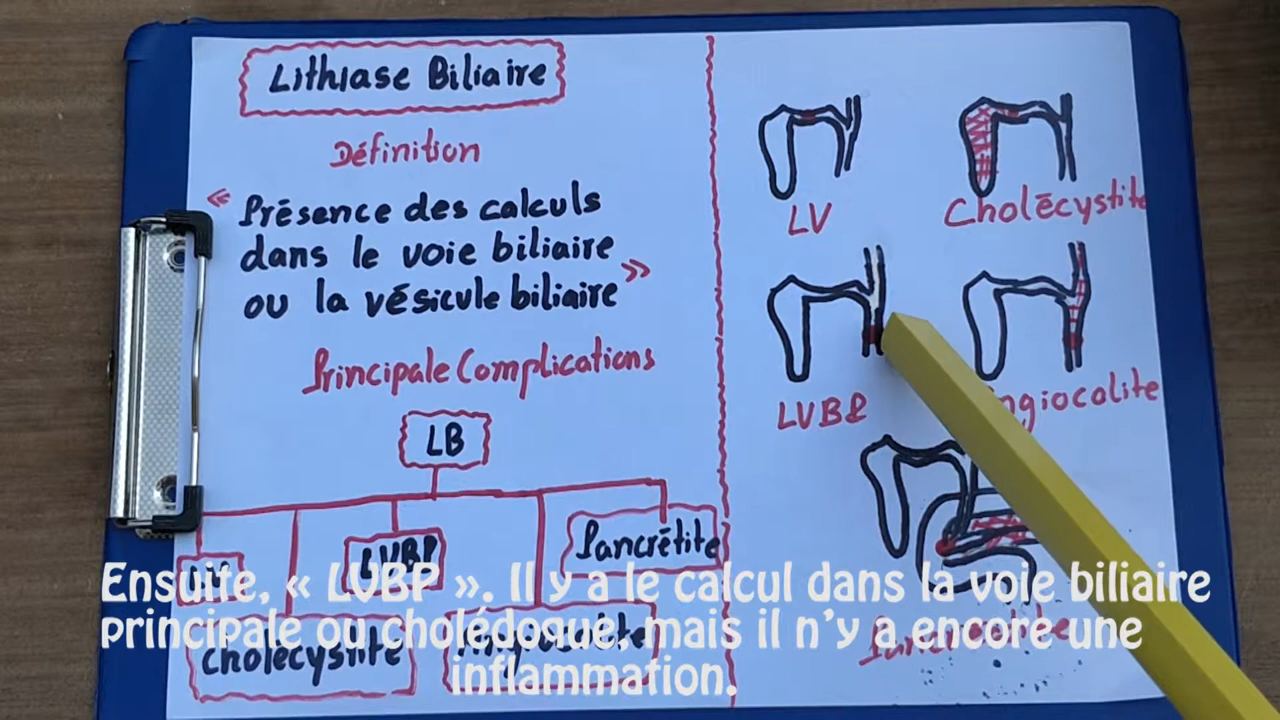 Lithiase Biliaire
Définition
« Présence des calculs
dans le voie biliaire
ou la vésicule biliaire »
Principale Complications
LB
LVBP
Pancrétite
cholécystite
LV
Cholécystite
LVBP
ngiocolite
Ensuite, « LVBP ». Il y a le calcul dans la voie biliaire
principale ou cholédoque, mais il n'y a encore une
inflammation.